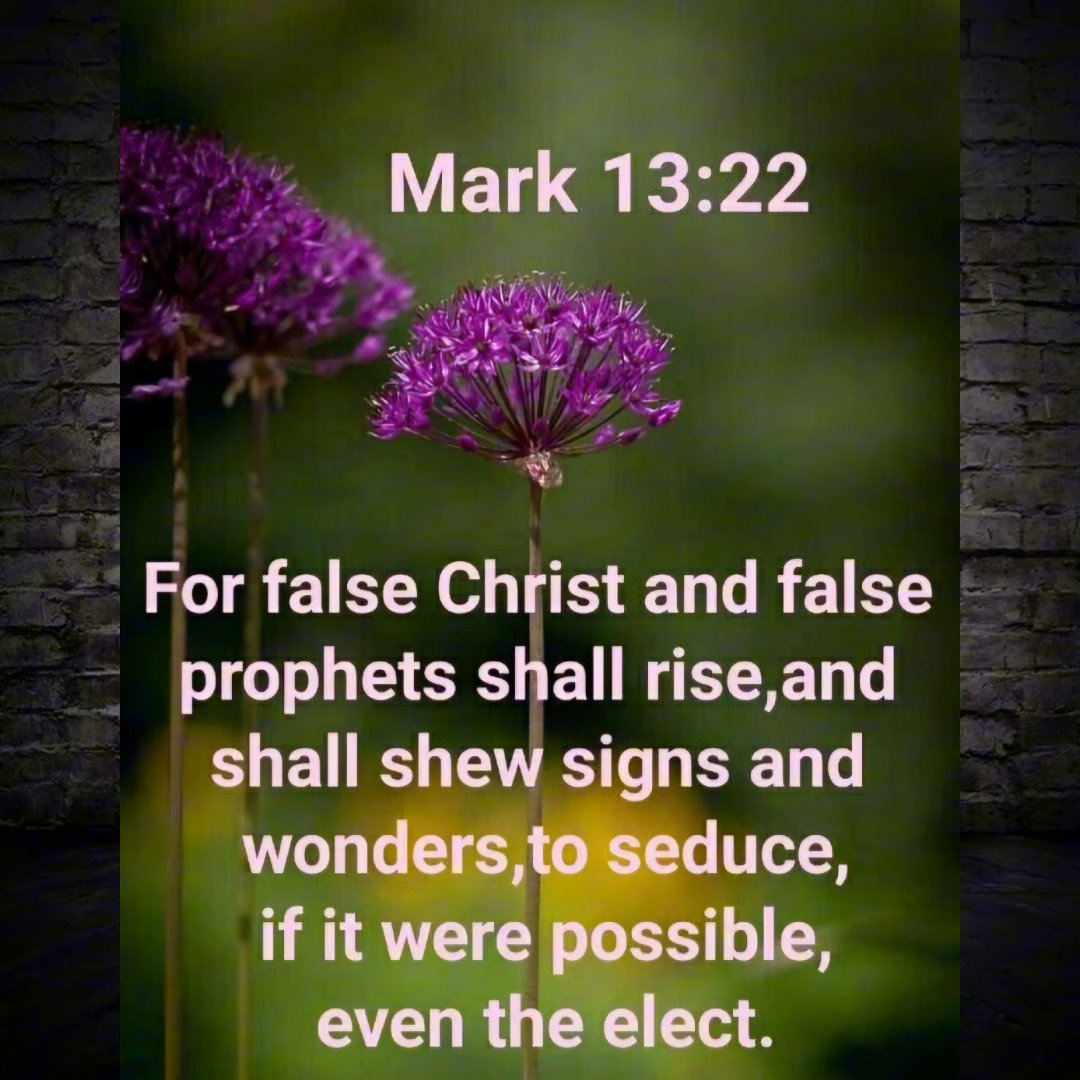 Mark 13:22
For false Christ and false
prophets shall rise,and
shall shew signs and
wonders,to seduce,
if it were possible,
even the elect.